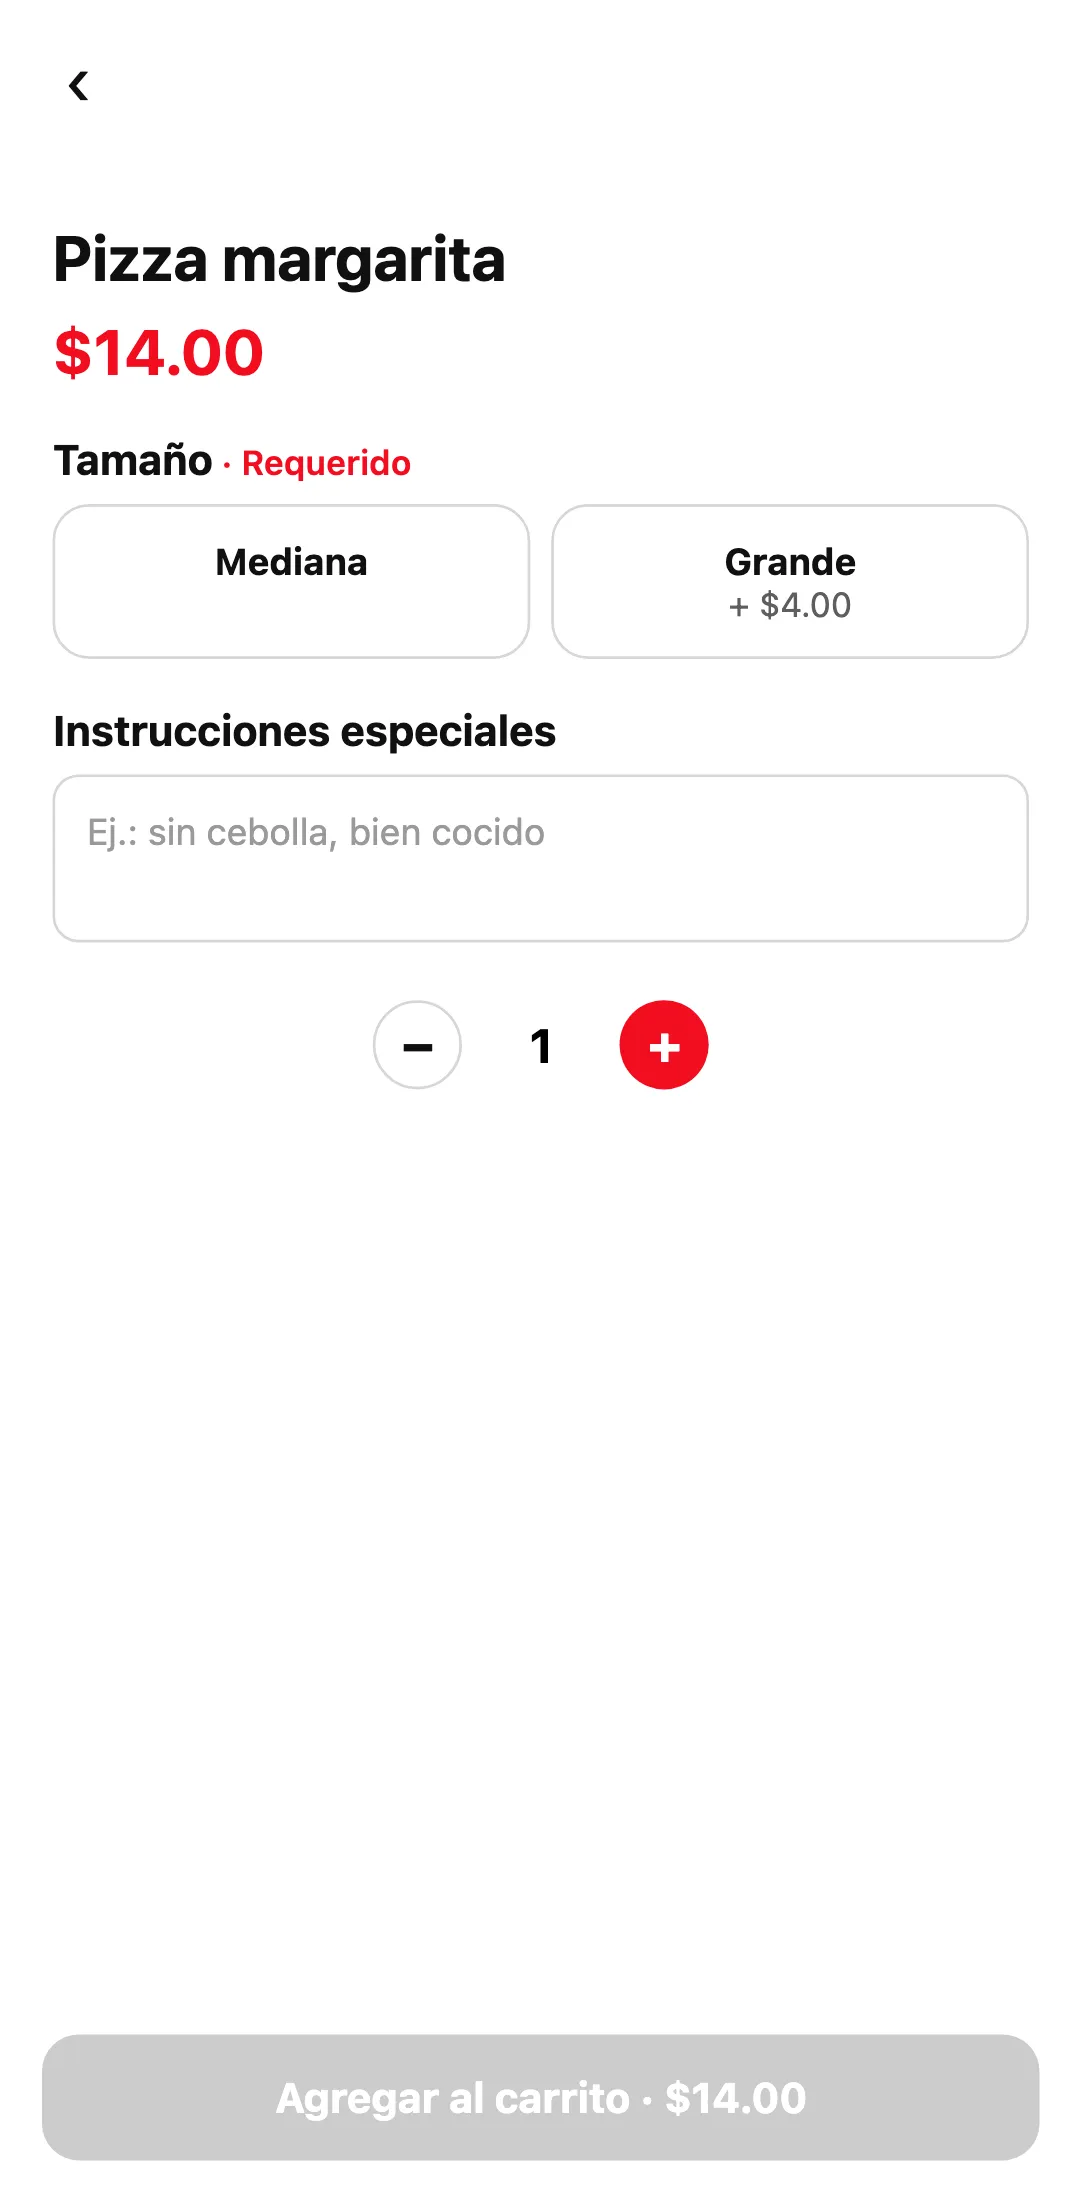 Pizza margarita
$14.00
Tamaño · Requerido
Mediana
Grande
+ $4.00
Instrucciones especiales
Ej.: sin cebolla, bien cocido
− 1 +
Agregar al carrito · $14.00